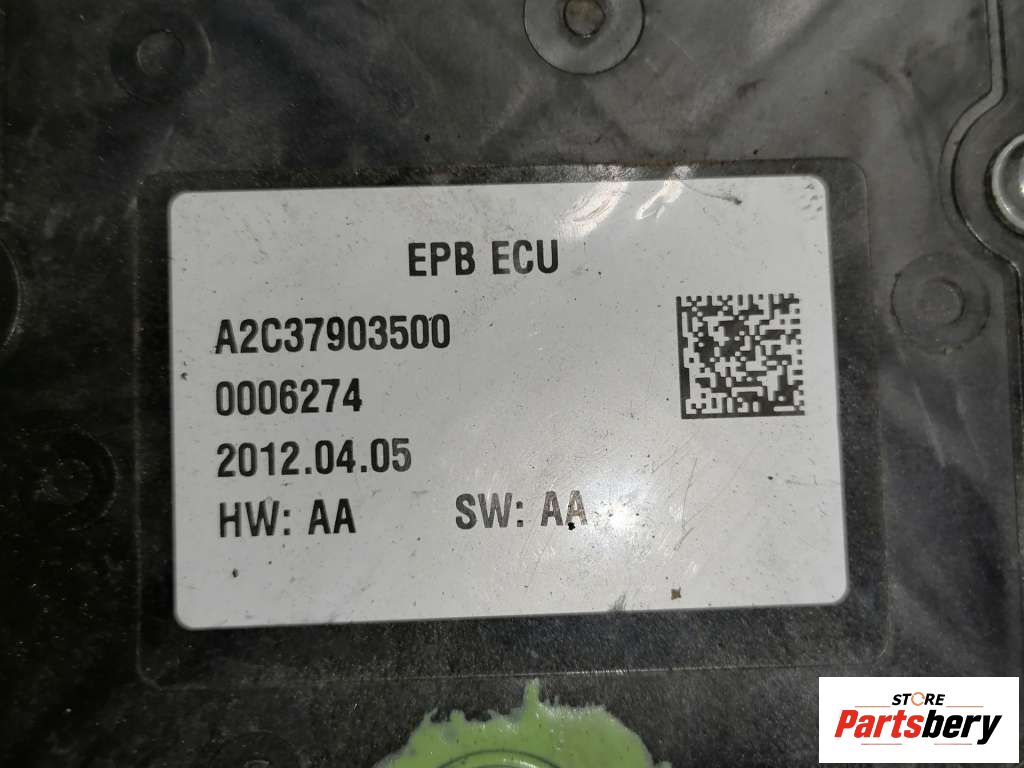 EPB ECU
A2C37903500
0006274
2012.04.05
HW: AA SW: AA
STORE
Partsbery